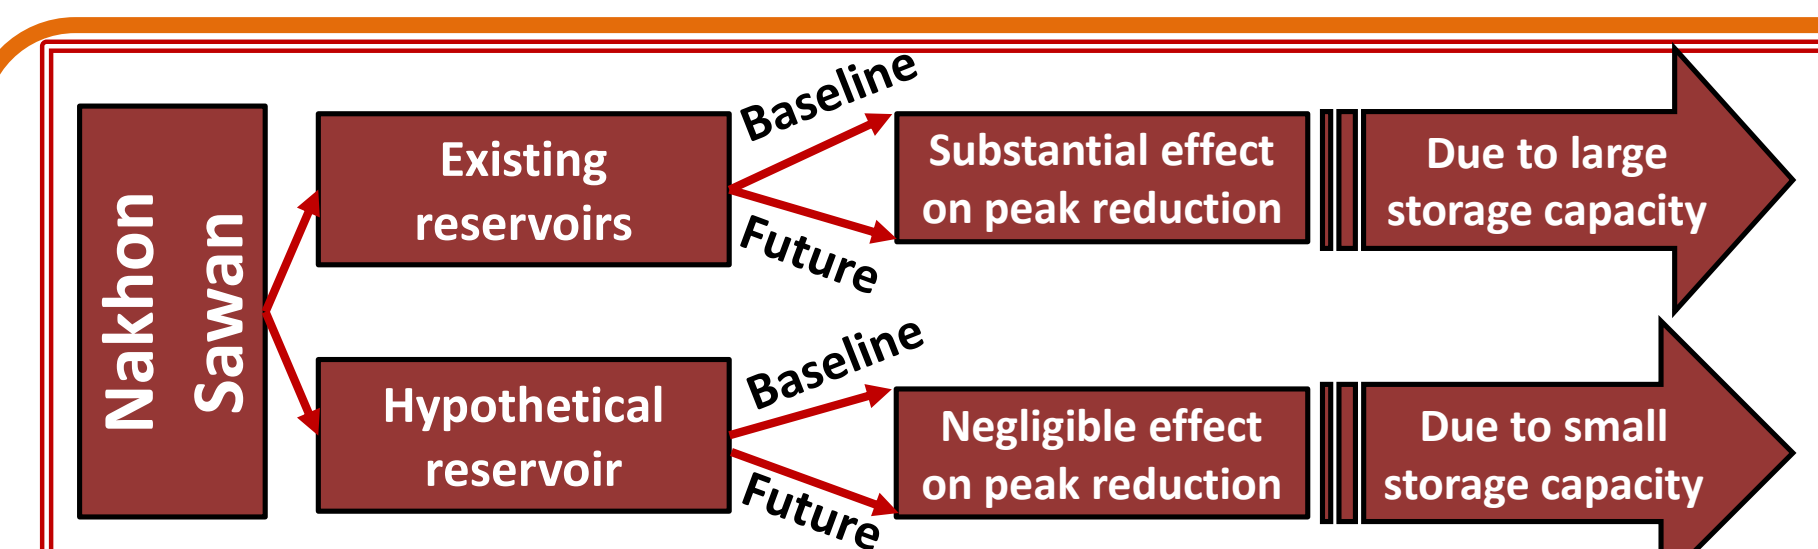 Nakhon
Sawan
Existing
reservoirs
Baseline
Future
Substantial effect
on peak reduction
Due to large
storage capacity
Hypothetical
reservoir
Baseline
Future
Negligible effect
on peak reduction
Due to small
storage capacity